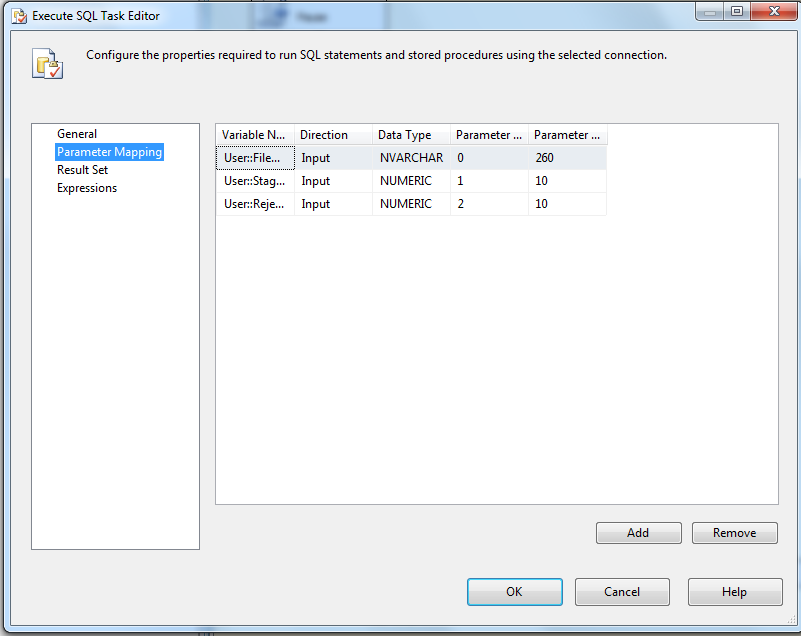 Execute SQL Task Editor
Configure the properties required to run SQL statements and stored procedures using the selected connection.
General
Parameter Mapping
Result Set
Expressions
Variable N... Direction Data Type Parameter ... Parameter ...
User::File... Input NVARCHAR 0 260
User::Stag... Input NUMERIC 1 10
User::Reje... Input NUMERIC 2 10
Add Remove
OK Cancel Help